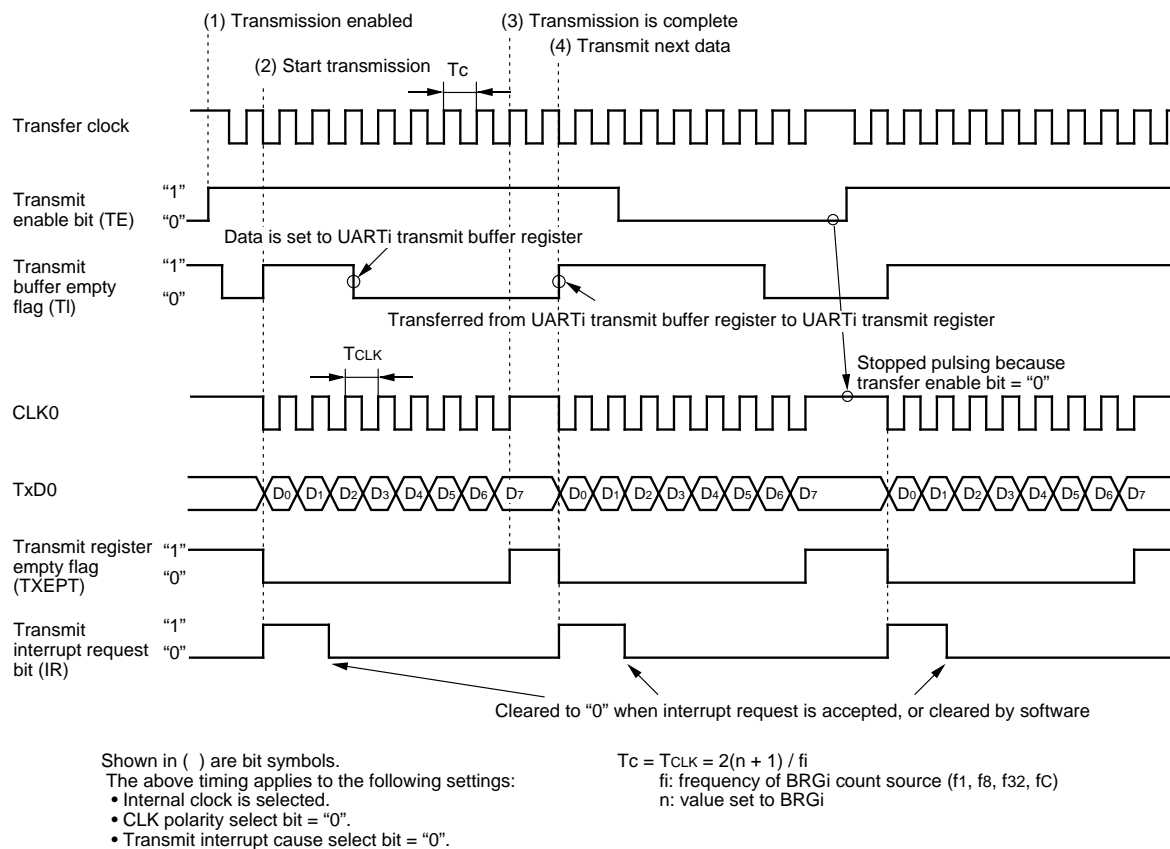 (1) Transmission enabled
(3) Transmission is complete
(4) Transmit next data
(2) Start transmission
Tc
Transfer clock
Transmit
enable bit (TE)
“1”
“0”
Data is set to UARTi transmit buffer register
Transmit
buffer empty
flag (TI)
“1”
“0”
Transferred from UARTi transmit buffer register to UARTi transmit register
TCLK
Stopped pulsing because
transfer enable bit = “0”
CLK0
TxD0
D0 D1 D2 D3 D4 D5 D6 D7 D0 D1 D2 D3 D4 D5 D6 D7 D0 D1 D2 D3 D4 D5 D6 D7
Transmit register
empty flag
(TXEPT)
“1”
“0”
Transmit
interrupt request
bit (IR)
“1”
“0”
Cleared to “0” when interrupt request is accepted, or cleared by software
Shown in ( ) are bit symbols.
The above timing applies to the following settings:
• Internal clock is selected.
• CLK polarity select bit = “0”.
• Transmit interrupt cause select bit = “0”.
Tc = TCLK = 2(n + 1) / fi
fi: frequency of BRGi count source (f1, f8, f32, fC)
n: value set to BRGi